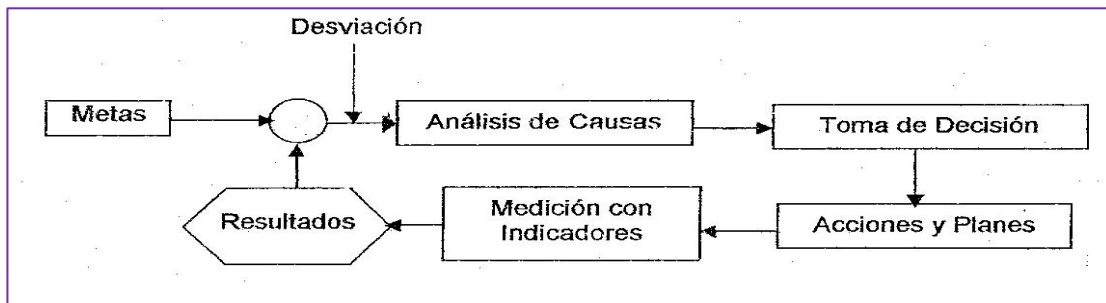 Desviación
Metas
Análisis de Causas
Toma de Decisión
Resultados
Medición con
Indicadores
Acciones y Planes